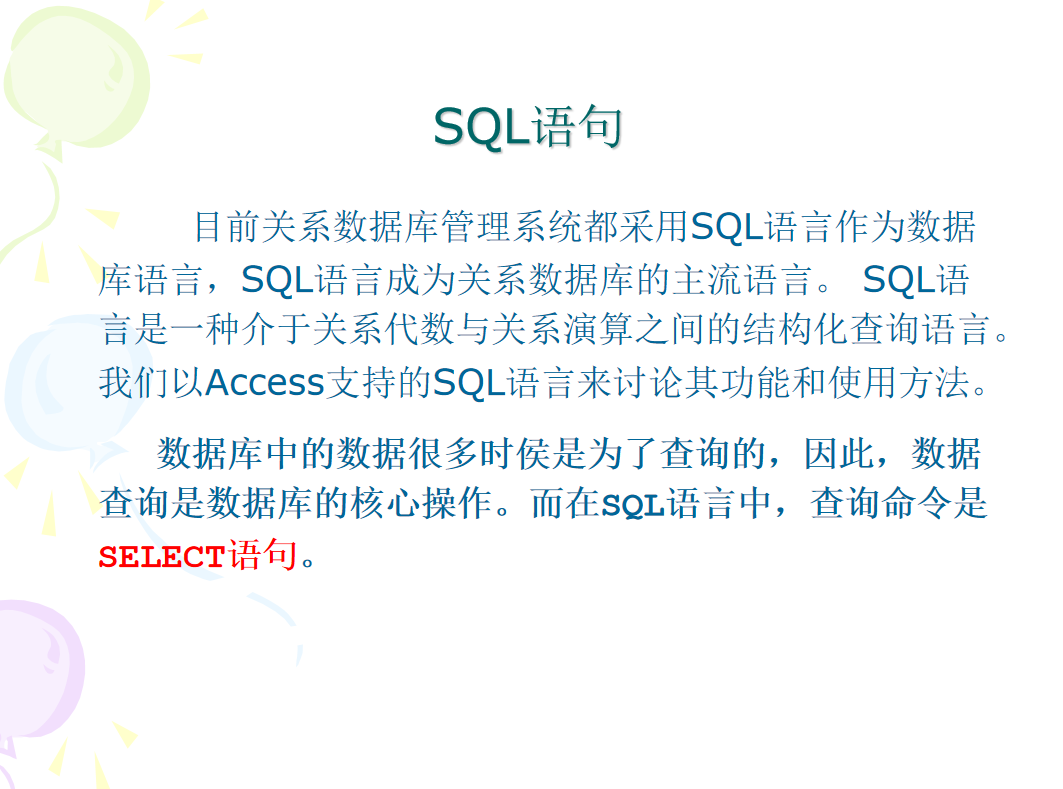 SQL语句
目前关系数据库管理系统都采用SQL语言作为数据
库语言，SQL语言成为关系数据库的主流语言。 SQL语
言是一种介于关系代数与关系演算之间的结构化查询语言。
我们以Access支持的SQL语言来讨论其功能和使用方法。
数据库中的数据很多时侯是为了查询的，因此，数据
查询是数据库的核心操作。而在SQL语言中，查询命令是
SELECT语句。